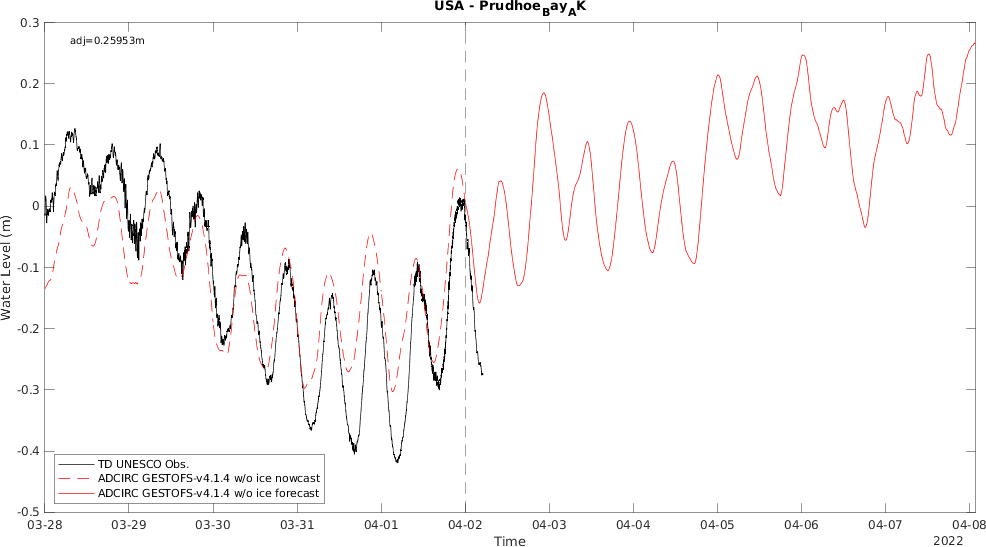 USA - Prudhoe_Bay_AK
adj=0.25953m
0.3
0.2
0.1
0
-0.1
-0.2
-0.3
-0.4
-0.5
Water Level (m)
TD UNESCO Obs.
ADCIRC GESTOFS-v4.1.4 w/o ice nowcast
ADCIRC GESTOFS-v4.1.4 w/o ice forecast
03-28 03-29 03-30 03-31 04-01 04-02 04-03 04-04 04-05 04-06 04-07 04-08
Time
2022